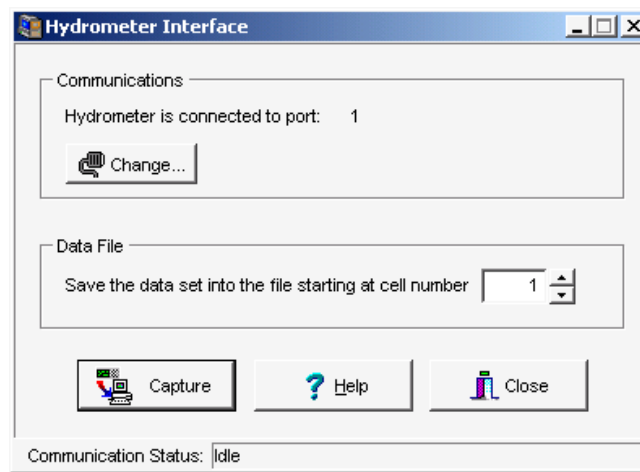 Hydrometer Interface
Communications
Hydrometer is connected to port: 1
Change...
Data File
Save the data set into the file starting at cell number 1
Capture Help Close
Communication Status: Idle